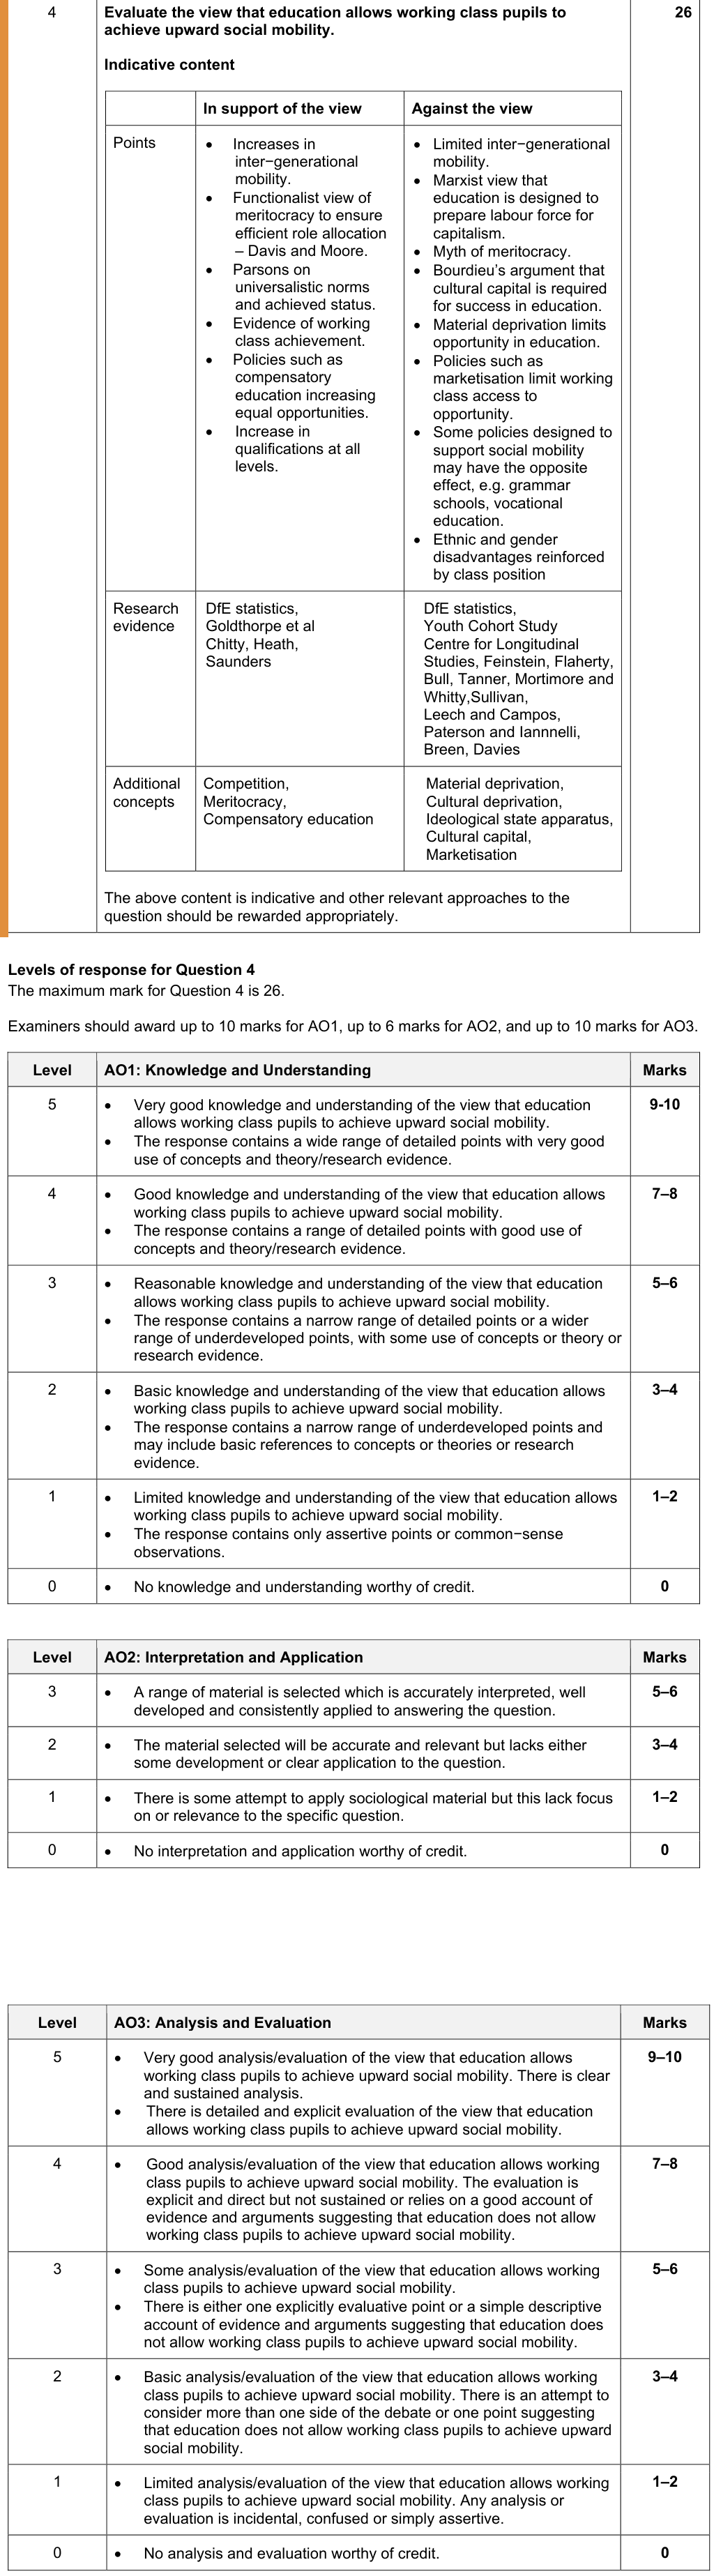 4
Evaluate the view that education allows working class pupils to
achieve upward social mobility.
26
Indicative content
In support of the view
Against the view
Points
• Increases in
inter−generational
mobility.
• Functionalist view of
meritocracy to ensure
efficient role allocation
– Davis and Moore.
• Parsons on
universalistic norms
and achieved status.
• Evidence of working
class achievement.
• Policies such as
compensatory
education increasing
equal opportunities.
• Increase in
qualifications at all
levels.
• Limited inter−generational
mobility.
• Marxist view that
education is designed to
prepare labour force for
capitalism.
• Myth of meritocracy.
• Bourdieu's argument that
cultural capital is required
for success in education.
• Material deprivation limits
opportunity in education.
• Policies such as
marketisation limit working
class access to
opportunity.
• Some policies designed to
support social mobility
may have the opposite
effect, e.g. grammar
schools, vocational
education.
• Ethnic and gender
disadvantages reinforced
by class position
Research
evidence
DfE statistics,
Goldthorpe et al
Chitty, Heath,
Saunders
DfE statistics,
Youth Cohort Study
Centre for Longitudinal
Studies, Feinstein, Flaherty,
Bull, Tanner, Mortimore and
Whitty,Sullivan,
Leech and Campos,
Paterson and Iannnelli,
Breen, Davies
Additional
concepts
Competition,
Meritocracy,
Compensatory education
Material deprivation,
Cultural deprivation,
Ideological state apparatus,
Cultural capital,
Marketisation
The above content is indicative and other relevant approaches to the
question should be rewarded appropriately.
Levels of response for Question 4
The maximum mark for Question 4 is 26.
Examiners should award up to 10 marks for AO1, up to 6 marks for AO2, and up to 10 marks for AO3.
Level AO1: Knowledge and Understanding Marks
5 • Very good knowledge and understanding of the view that education 9-10
allows working class pupils to achieve upward social mobility.
• The response contains a wide range of detailed points with very good
use of concepts and theory/research evidence.
4 • Good knowledge and understanding of the view that education allows 7–8
working class pupils to achieve upward social mobility.
• The response contains a range of detailed points with good use of
concepts and theory/research evidence.
3 • Reasonable knowledge and understanding of the view that education 5–6
allows working class pupils to achieve upward social mobility.
• The response contains a narrow range of detailed points or a wider
range of underdeveloped points, with some use of concepts or theory or
research evidence.
2 • Basic knowledge and understanding of the view that education allows 3–4
working class pupils to achieve upward social mobility.
• The response contains a narrow range of underdeveloped points and
may include basic references to concepts or theories or research
evidence.
1 • Limited knowledge and understanding of the view that education allows 1–2
working class pupils to achieve upward social mobility.
• The response contains only assertive points or common−sense
observations.
0 • No knowledge and understanding worthy of credit. 0
Level AO2: Interpretation and Application Marks
3 • A range of material is selected which is accurately interpreted, well 5–6
developed and consistently applied to answering the question.
2 • The material selected will be accurate and relevant but lacks either 3–4
some development or clear application to the question.
1 • There is some attempt to apply sociological material but this lack focus 1–2
on or relevance to the specific question.
0 • No interpretation and application worthy of credit. 0
Level AO3: Analysis and Evaluation Marks
5 • Very good analysis/evaluation of the view that education allows 9–10
working class pupils to achieve upward social mobility. There is clear
and sustained analysis.
• There is detailed and explicit evaluation of the view that education
allows working class pupils to achieve upward social mobility.
4 • Good analysis/evaluation of the view that education allows working 7–8
class pupils to achieve upward social mobility. The evaluation is
explicit and direct but not sustained or relies on a good account of
evidence and arguments suggesting that education does not allow
working class pupils to achieve upward social mobility.
3 • Some analysis/evaluation of the view that education allows working 5–6
class pupils to achieve upward social mobility.
• There is either one explicitly evaluative point or a simple descriptive
account of evidence and arguments suggesting that education does
not allow working class pupils to achieve upward social mobility.
2 • Basic analysis/evaluation of the view that education allows working 3–4
class pupils to achieve upward social mobility. There is an attempt to
consider more than one side of the debate or one point suggesting
that education does not allow working class pupils to achieve upward
social mobility.
1 • Limited analysis/evaluation of the view that education allows working 1–2
class pupils to achieve upward social mobility. Any analysis or
evaluation is incidental, confused or simply assertive.
0 • No analysis and evaluation worthy of credit. 0